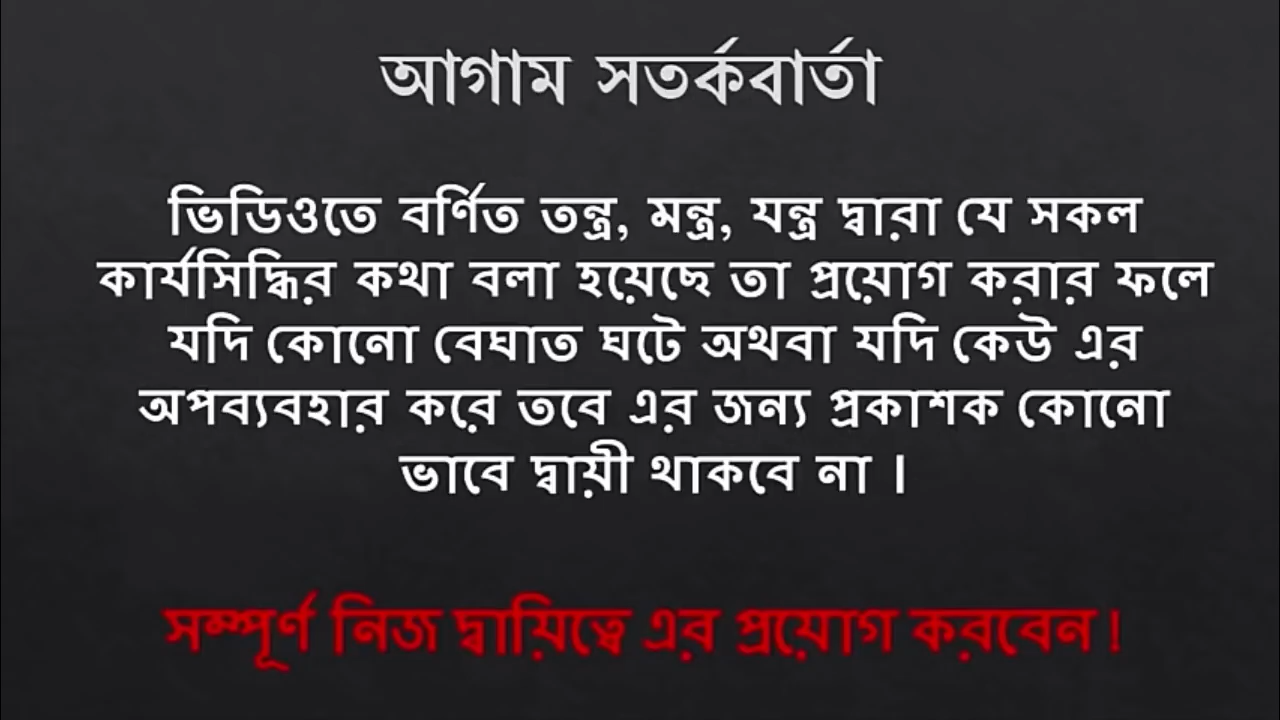 আগাম সতর্কবার্তা
ভিডিওতে বর্ণিত তন্ত্র, মন্ত্র, যন্ত্র দ্বারা যে সকল
কার্যসিদ্ধির কথা বলা হয়েছে তা প্রয়োগ করার ফলে
যদি কোনো বেঘাত ঘটে অথবা যদি কেউ এর
অপব্যবহার করে তবে এর জন্য প্রকাশক কোনো
ভাবে দ্বায়ী থাকবে না ।
সম্পূর্ণ নিজ দ্বায়িত্বে এর প্রয়োগ করবেন !